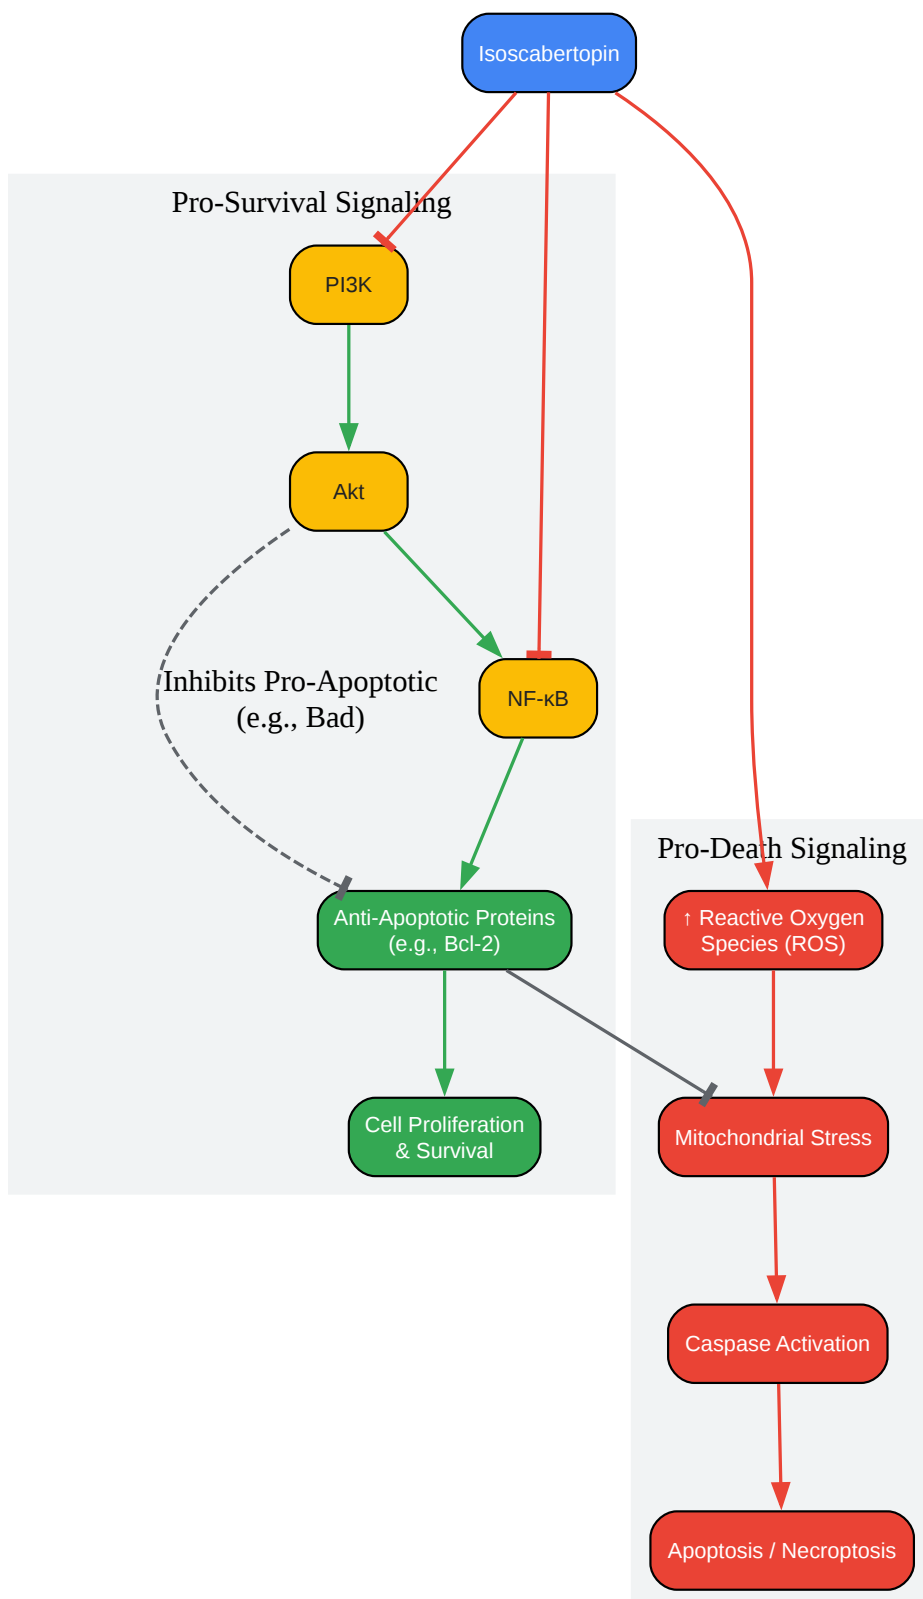 Isoscabertopin
Pro-Survival Signaling
PI3K
Akt
Inhibits Pro-Apoptotic
(e.g., Bad)
NF-κB
Pro-Death Signaling
Anti-Apoptotic Proteins
(e.g., Bcl-2)
↑ Reactive Oxygen
Species (ROS)
Cell Proliferation
& Survival
Mitochondrial Stress
Caspase Activation
Apoptosis / Necroptosis